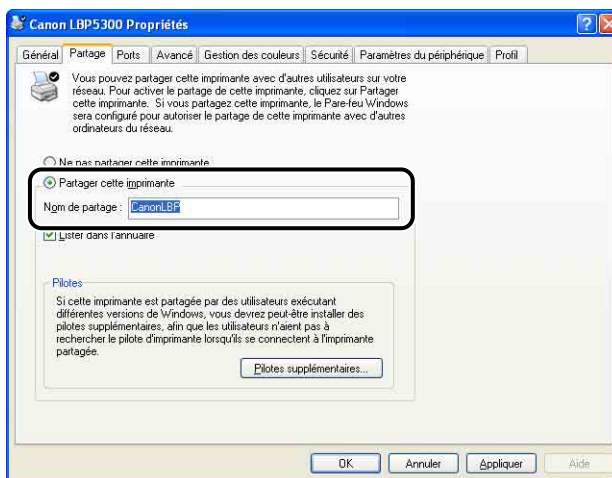 Canon LBP5300 Propriétés
Général Partage Ports Avancé Gestion des couleurs Sécurité Paramètres du périphérique Profil
Vous pouvez partager cette imprimante avec d'autres utilisateurs sur votre
réseau. Pour activer le partage de cette imprimante, cliquez sur Partager
cette imprimante. Si vous partagez cette imprimante, le Pare-feu Windows
sera configuré pour autoriser le partage de cette imprimante avec d'autres
ordinateurs du réseau.
Ne pas partager cette imprimante
Partager cette imprimante
Nom de partage : CanonLBP
Lister dans l'annuaire
Pilotes
Si cette imprimante est partagée par des utilisateurs exécutant
différentes versions de Windows, vous devrez peut-être installer des
pilotes supplémentaires, afin que les utilisateurs n'aient pas à
rechercher le pilote d'imprimante lorsqu'ils se connectent à l'imprimante
partagée.
Pilotes supplémentaires...
OK Annuler Appliquer Aide